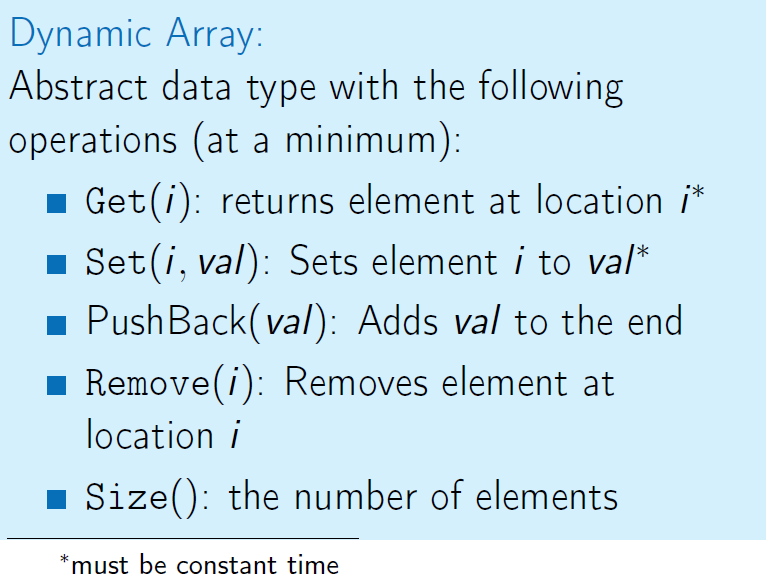 Dynamic Array:
Abstract data type with the following
operations (at a minimum):
Get(i): returns element at location i*
Set(i, val): Sets element i to val*
PushBack(val): Adds val to the end
Remove(i): Removes element at
location i
Size(): the number of elements
*must be constant time